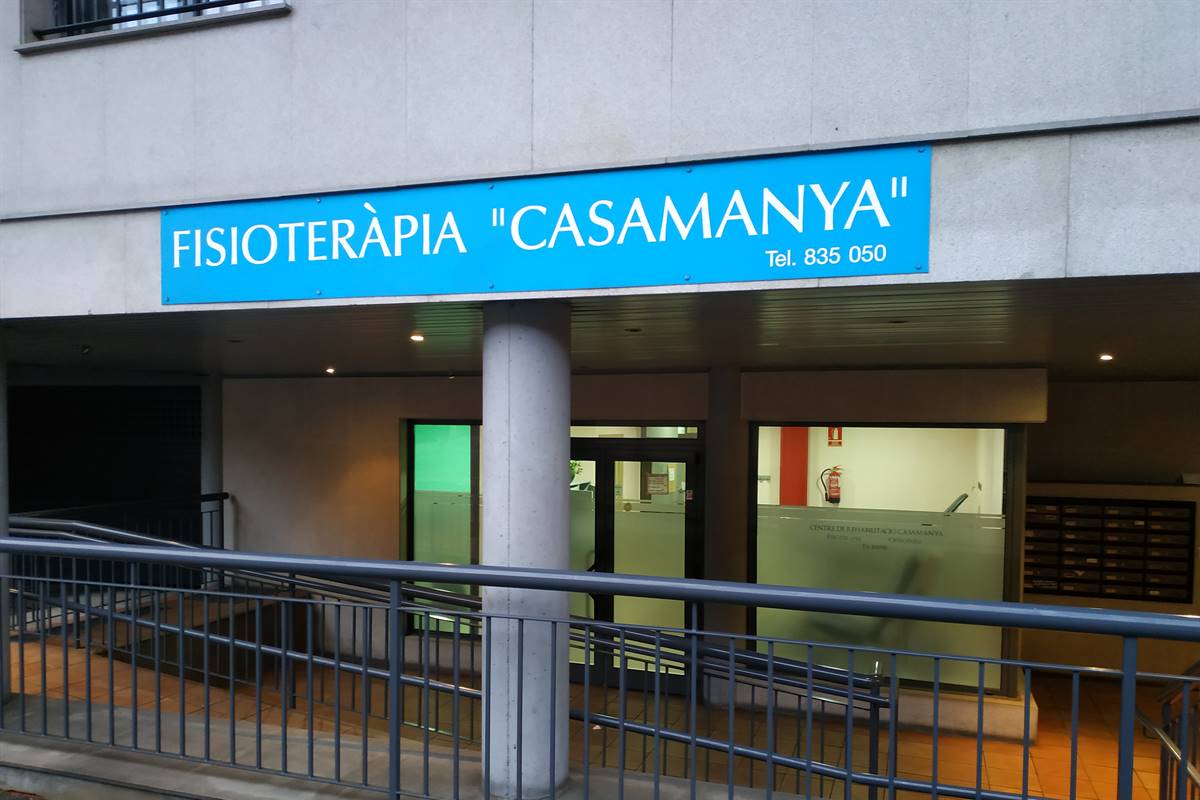 FISIOTERÀPIA "CASAMANYA"
Tel. 835 050
CENTRE DE REHABILITACIÓ CASAMANYA